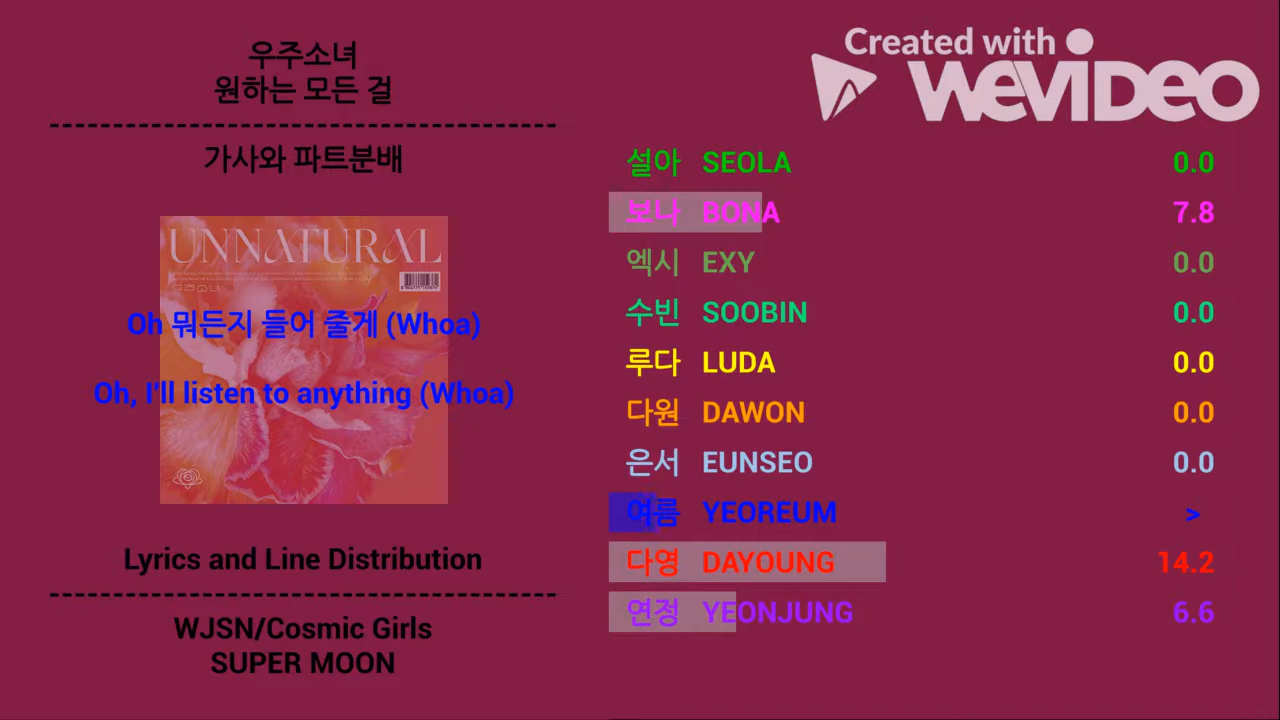 우주소녀
원하는 모든 걸
가사와 파트분배
UNNATURAL
우주소녀
Oh 뭐든지 들어 줄게 (Whoa)
Oh, I'll listen to anything (Whoa)
Lyrics and Line Distribution
WJSN/Cosmic Girls
SUPER MOON
Created with
WEVIDEO
설아 SEOLA 0.0
보나 BONA 7.8
엑시 EXY 0.0
수빈 SOOBIN 0.0
루다 LUDA 0.0
다원 DAWON 0.0
은서 EUNSEO 0.0
여름 YEOREUM >
다영 DAYOUNG 14.2
연정 YEONJUNG 6.6